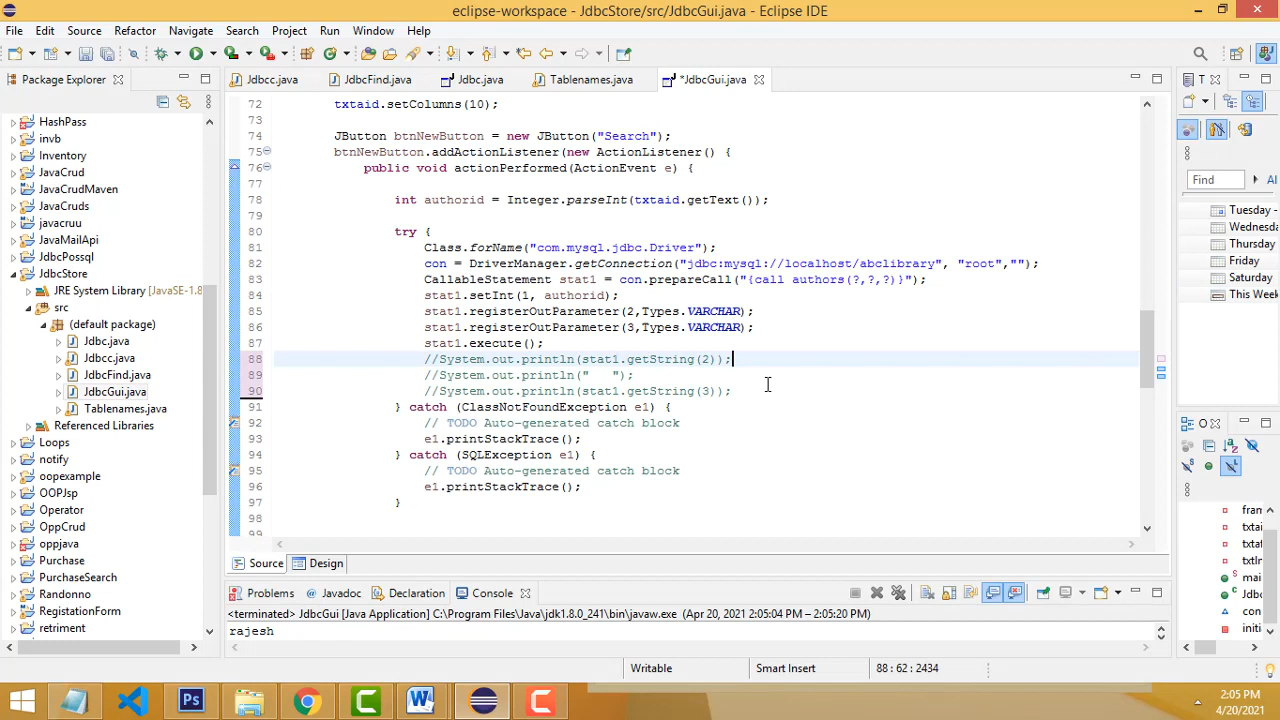 eclipse-workspace - JdbcStore/src/JdbcGui.java - Eclipse IDE
File Edit Source Refactor Navigate Search Project Run Window Help
Package Explorer
Jdbcc.java JdbcFind.java Jdbc.java Tablenames.java *JdbcGui.java T
HashPass
invb
Inventory
JavaCrud
JavaCrudMaven
JavaCruds
javacruu
JavaMailApi
JdbcPossql
JdbcStore
JRE System Library [JavaSE-1.8
src
(default package)
Jdbc.java
Jdbcc.java
JdbcFind.java
JdbcGui.java
Tablenames.java
Referenced Libraries
Loops
notify
oopexample
OOPJsp
Operator
OppCrud
oppjava
Purchase
PurchaseSearch
Randonno
RegistationForm
retriment
72 txtaid.setColumns(10);
73
74 JButton btnNewButton = new JButton("Search");
75 btnNewButton.addActionListener(new ActionListener() {
76 public void actionPerformed(ActionEvent e) {
77
78 int authorid = Integer.parseInt(txtaid.getText());
79
80 try {
81 Class.forName("com.mysql.jdbc.Driver");
82 con = DriverManager.getConnection("jdbc:mysql://localhost/abclibrary", "root","");
83 CallableStatement stat1 = con.prepareCall("{call authors(?,?,?)}");
84 stat1.setInt(1, authorid);
85 stat1.registerOutParameter(2,Types.VARCHAR);
86 stat1.registerOutParameter(3,Types.VARCHAR);
87 stat1.execute();
88 //System.out.println(stat1.getString(2));
89 //System.out.println("   ");
90 //System.out.println(stat1.getString(3));
91 } catch (ClassNotFoundException e1) {
92 // TODO Auto-generated catch block
93 e1.printStackTrace();
94 } catch (SQLException e1) {
95 // TODO Auto-generated catch block
96 e1.printStackTrace();
97 }
98
99
Source Design
Find Al
Tuesday -
Wednesda
Thursday
Friday
Saturday
This Week
O
fram
txtai
txtaf
txtln
mai
Jdbc
con
initi
Problems Javadoc Declaration Console
<terminated> JdbcGui [Java Application] C:\Program Files\Java\jdk1.8.0_241\bin\javaw.exe (Apr 20, 2021 2:05:04 PM – 2:05:20 PM)
rajesh
Writable Smart Insert 88 : 62 : 2434
Ps
2:05 PM
4/20/2021